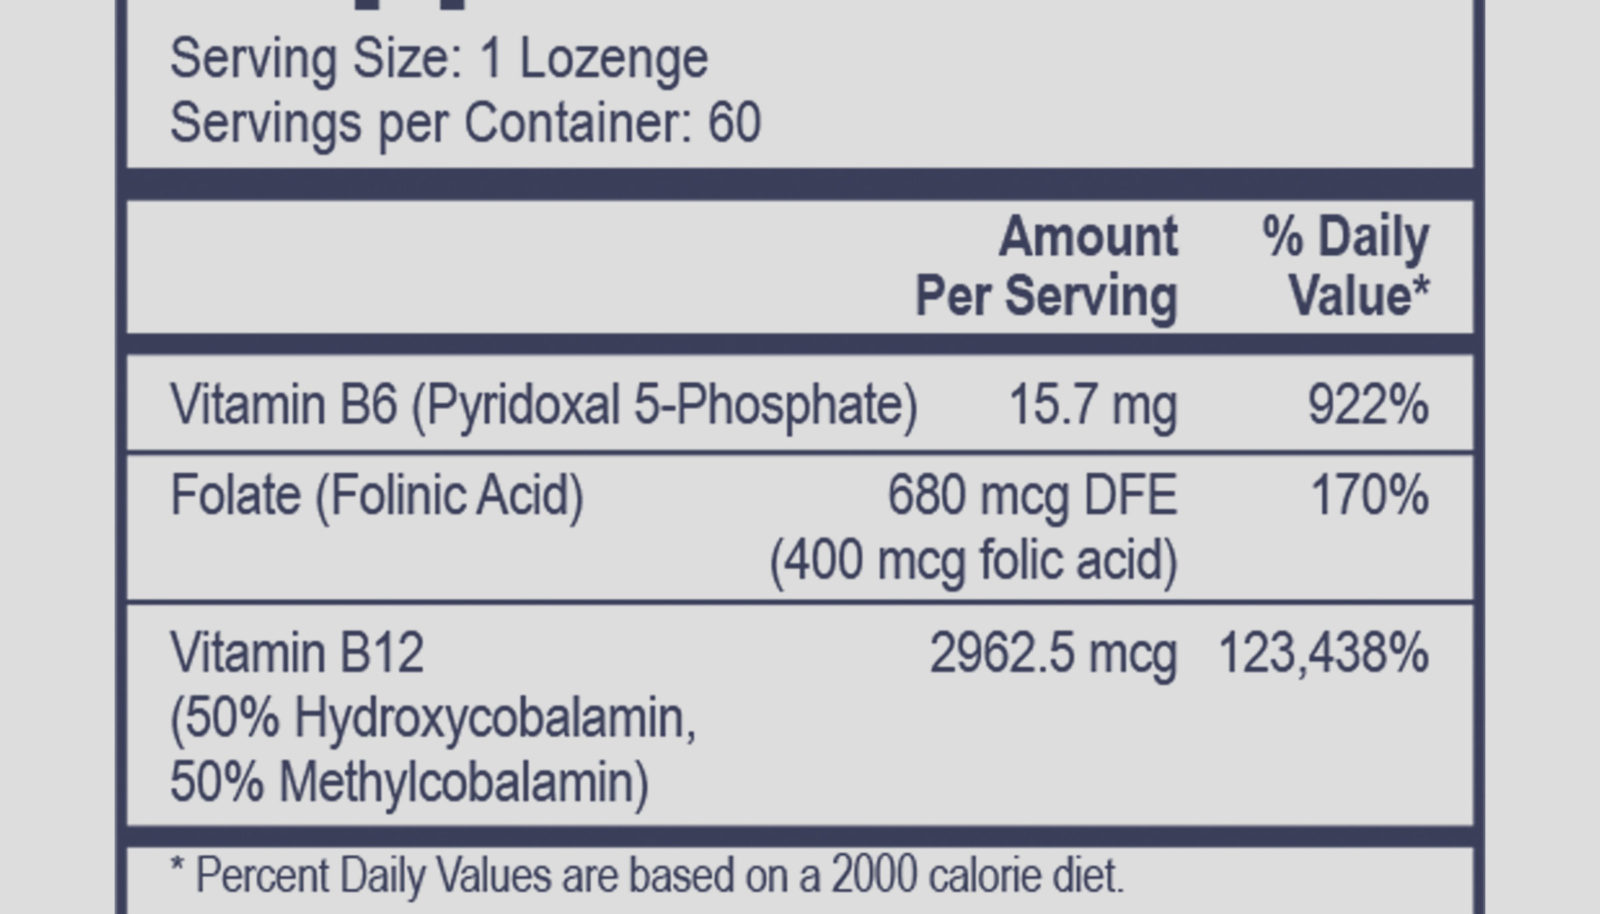 Serving Size: 1 Lozenge
Servings per Container: 60
Amount Per Serving
% Daily Value*
Vitamin B6 (Pyridoxal 5-Phosphate) 15.7 mg 922%
Folate (Folinic Acid) 680 mcg DFE 170%
(400 mcg folic acid)
Vitamin B12 2962.5 mcg 123,438%
(50% Hydroxycobalamin,
50% Methylcobalamin)
* Percent Daily Values are based on a 2000 calorie diet.